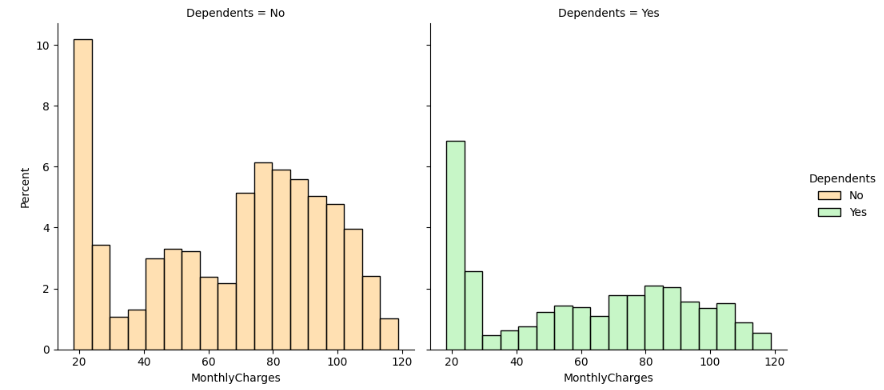 Dependents = No
Dependents = Yes
Percent
10
8
6
4
2
0
20 40 60 80 100 120
MonthlyCharges
20 40 60 80 100 120
MonthlyCharges
Dependents
No
Yes